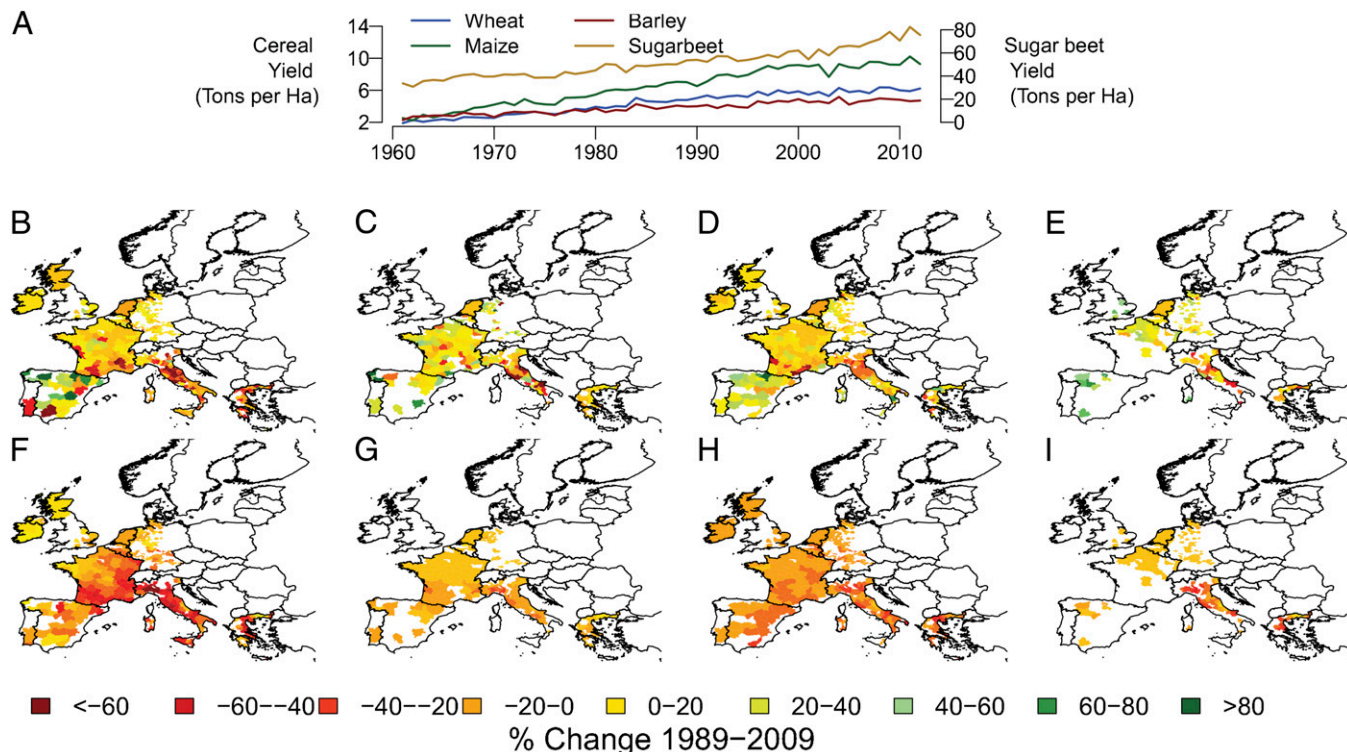 A
Wheat Barley
Maize Sugarbeet
Cereal
Yield
(Tons per Ha)
14
10
6
2
80
60
40
20
0
Sugar beet
Yield
(Tons per Ha)
1960 1970 1980 1990 2000 2010
B C D E
F G H I
<−60 −60−−40 −40−−20 −20−0 0−20 20−40 40−60 60−80 >80
% Change 1989−2009